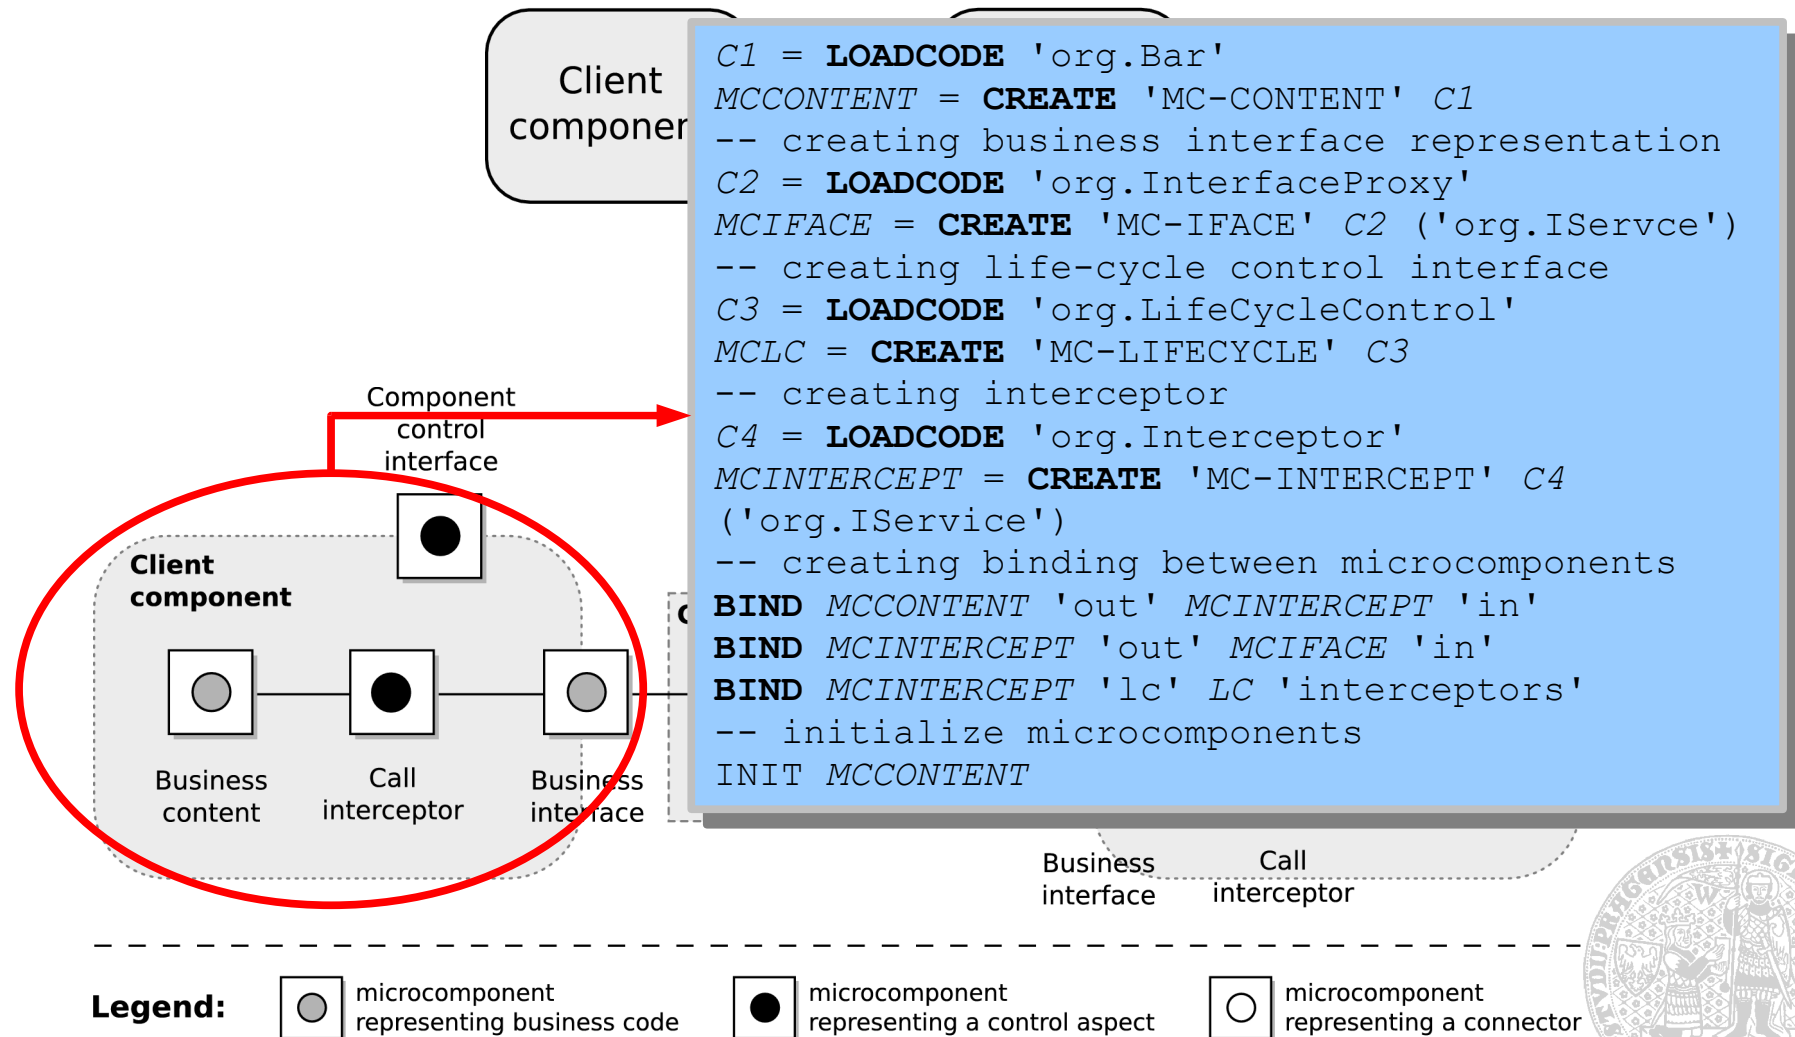 Client
componen
C1 = LOADCODE 'org.Bar'
MCCONTENT = CREATE 'MC-CONTENT' C1
-- creating business interface representation
C2 = LOADCODE 'org.InterfaceProxy'
MCIFACE = CREATE 'MC-IFACE' C2 ('org.IServce')
-- creating life-cycle control interface
C3 = LOADCODE 'org.LifeCycleControl'
MCLC = CREATE 'MC-LIFECYCLE' C3
-- creating interceptor
C4 = LOADCODE 'org.Interceptor'
MCINTERCEPT = CREATE 'MC-INTERCEPT' C4
('org.IService')
-- creating binding between microcomponents
BIND MCCONTENT 'out' MCINTERCEPT 'in'
BIND MCINTERCEPT 'out' MCIFACE 'in'
BIND MCINTERCEPT 'lc' LC 'interceptors'
-- initialize microcomponents
INIT MCCONTENT
Component
control
interface
Client
component
Business
content
Call
interceptor
Business
interface
Business
interface
Call
interceptor
Legend:
microcomponent
representing business code
microcomponent
representing a control aspect
microcomponent
representing a connector